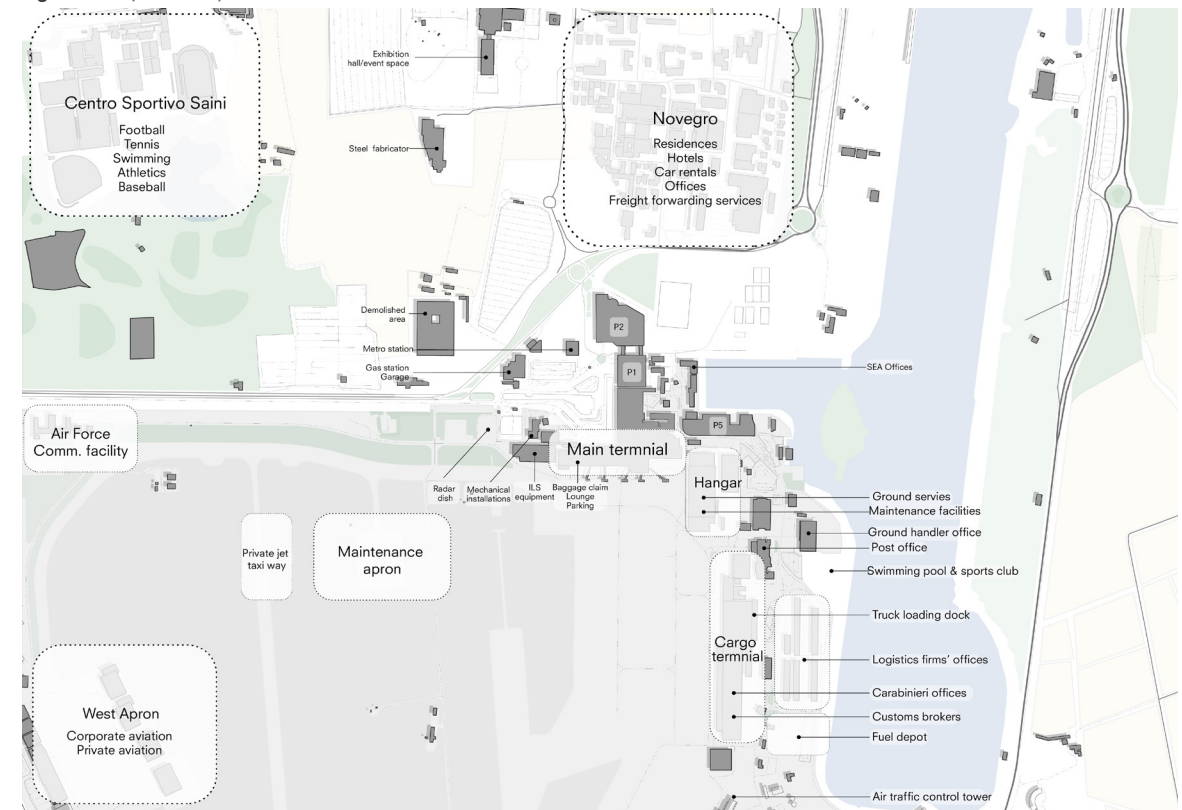 Centro Sportivo Saini
Football
Tennis
Swimming
Athletics
Baseball
Exhibition
hall/event space
Steel fabricator
Novegro
Residences
Hotels
Car rentals
Offices
Freight forwarding services
Demolished
area
Metro station
Gas station
Garage
P2
P1
P5
SEA Offices
Air Force
Comm. facility
Main termnial
Radar
dish
Mechanical
installations
ILS
equipment
Baggage claim
Lounge
Parking
Hangar
Ground servies
Maintenance facilities
Ground handler office
Post office
Swimming pool & sports club
Private jet
taxi way
Maintenance
apron
Truck loading dock
Cargo
termnial
Logistics firms' offices
Carabinieri offices
Customs brokers
Fuel depot
West Apron
Corporate aviation
Private aviation
Air traffic control tower